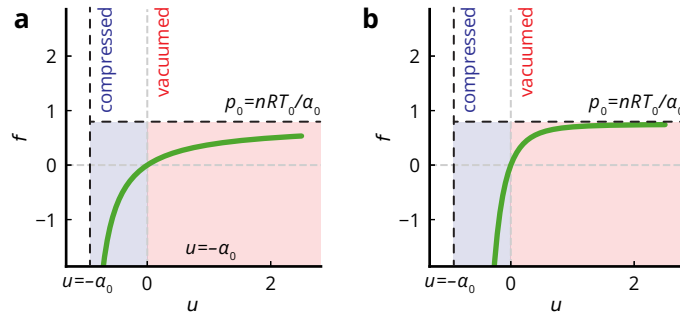 a
compressed
vacuumed
p₀=nRT₀/α₀
f
2
1
0
−1
u=−α₀
u=−α₀
0
2
u
b
compressed
vacuumed
p₀=nRT₀/α₀
f
2
1
0
−1
u=−α₀
0
2
u